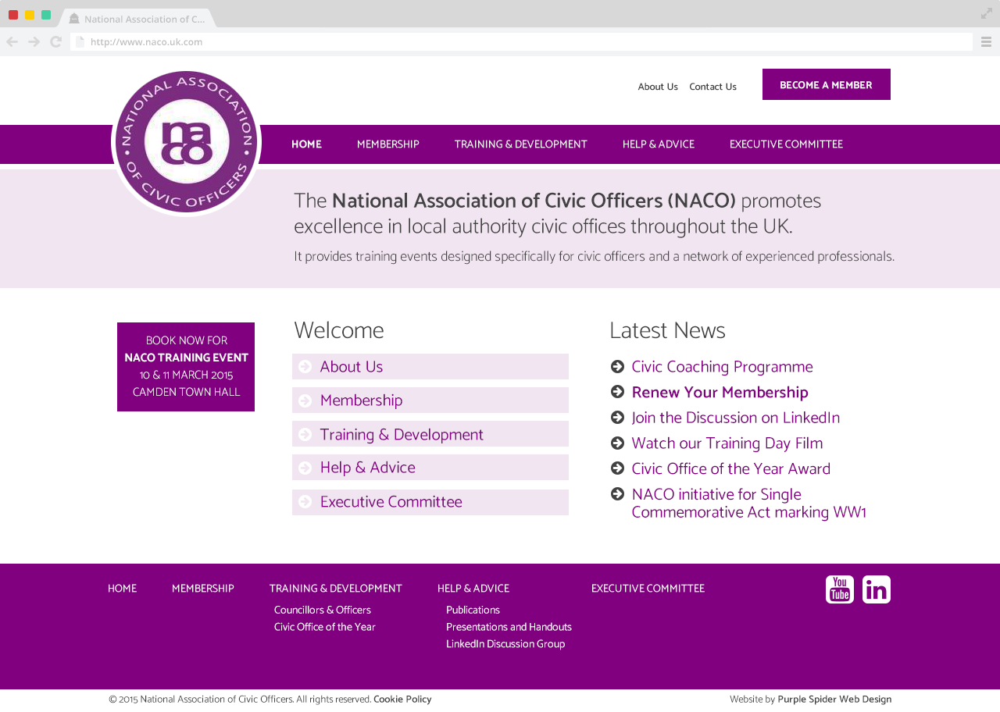 National Association of C...
http://www.naco.uk.com
About Us Contact Us BECOME A MEMBER
NATIONAL ASSOCIATION
naco
OF CIVIC OFFICERS
HOME MEMBERSHIP TRAINING & DEVELOPMENT HELP & ADVICE EXECUTIVE COMMITTEE
The National Association of Civic Officers (NACO) promotes
excellence in local authority civic offices throughout the UK.
It provides training events designed specifically for civic officers and a network of experienced professionals.
BOOK NOW FOR
NACO TRAINING EVENT
10 & 11 MARCH 2015
CAMDEN TOWN HALL
Welcome
About Us
Membership
Training & Development
Help & Advice
Executive Committee
Latest News
Civic Coaching Programme
Renew Your Membership
Join the Discussion on LinkedIn
Watch our Training Day Film
Civic Office of the Year Award
NACO initiative for Single
Commemorative Act marking WW1
HOME MEMBERSHIP TRAINING & DEVELOPMENT HELP & ADVICE EXECUTIVE COMMITTEE
Councillors & Officers
Civic Office of the Year
Publications
Presentations and Handouts
LinkedIn Discussion Group
You
Tube
in
© 2015 National Association of Civic Officers. All rights reserved. Cookie Policy
Website by Purple Spider Web Design